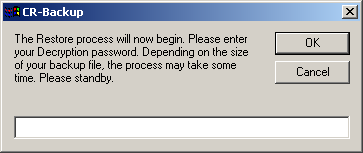 CR-Backup
The Restore process will now begin. Please enter
your Decryption password. Depending on the size
of your backup file, the process may take some
time. Please standby.
OK
Cancel